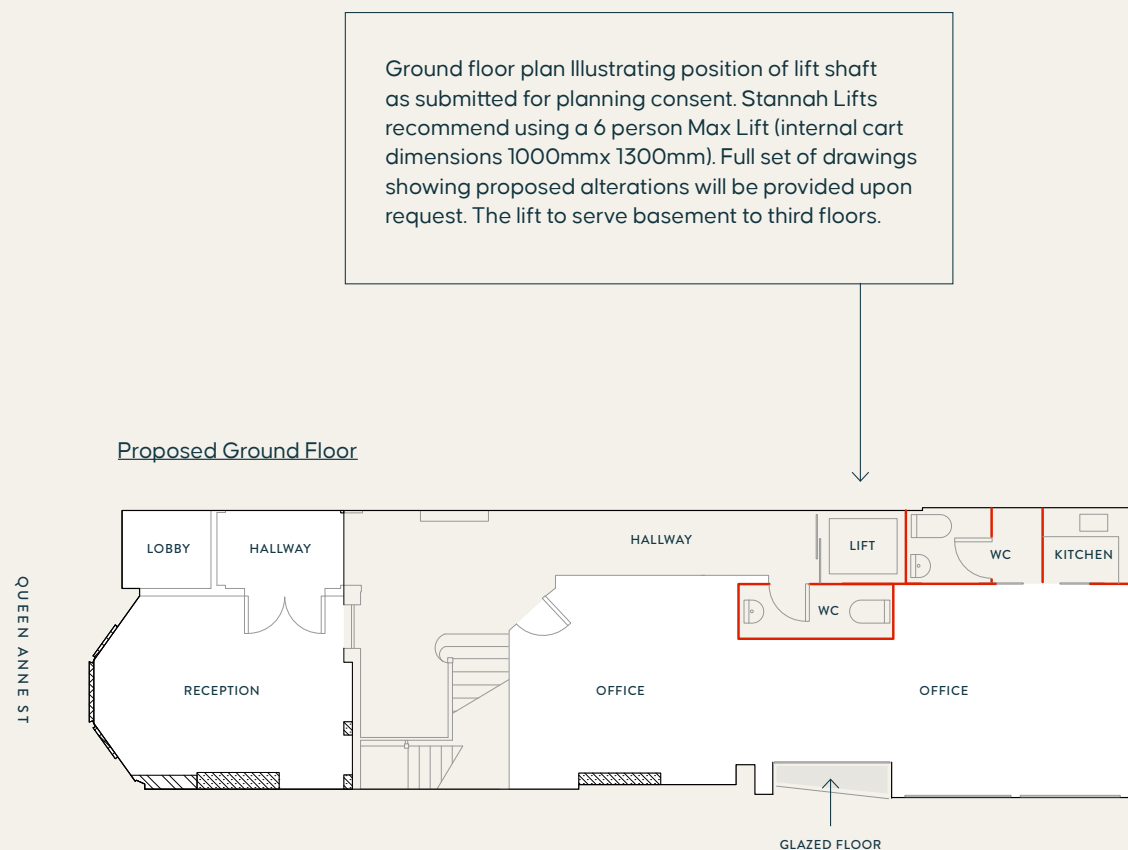 Ground floor plan Illustrating position of lift shaft
as submitted for planning consent. Stannah Lifts
recommend using a 6 person Max Lift (internal cart
dimensions 1000mmx 1300mm). Full set of drawings
showing proposed alterations will be provided upon
request. The lift to serve basement to third floors.
Proposed Ground Floor
LOBBY
HALLWAY
HALLWAY
LIFT
WC
KITCHEN
QUEEN ANNE ST
WC
RECEPTION
OFFICE
OFFICE
GLAZED FLOOR